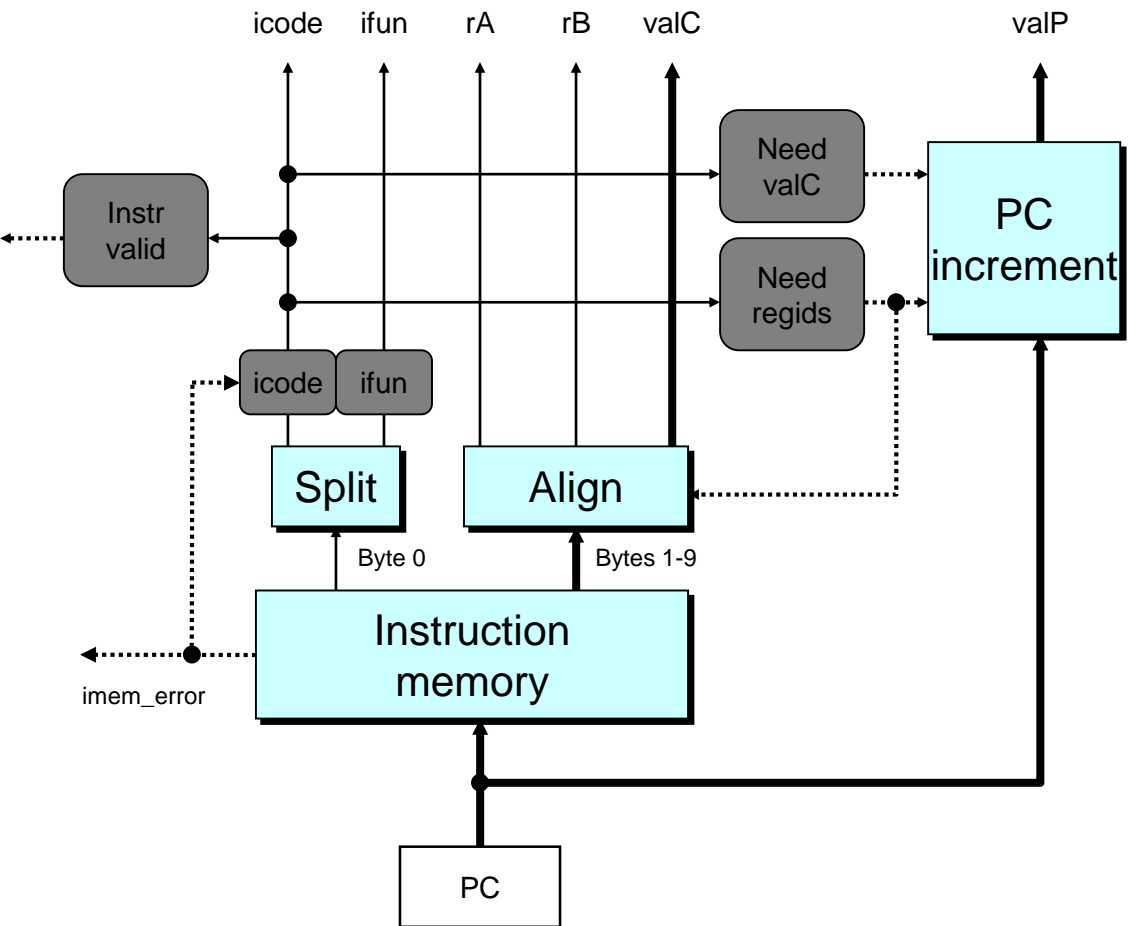 icode ifun rA rB valC valP
Need
valC
Instr
valid
PC
increment
Need
regids
icode ifun
Split
Align
Byte 0
Bytes 1-9
Instruction
memory
imem_error
PC